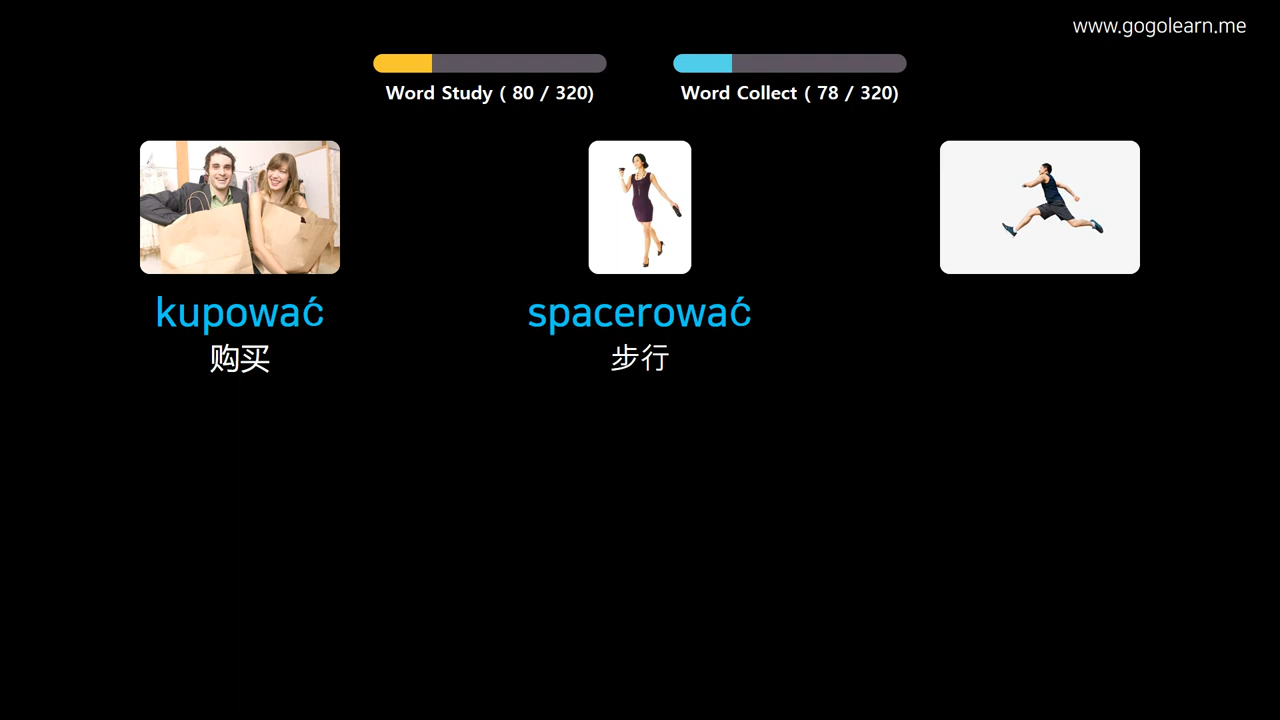 www.gogolearn.me
Word Study ( 80 / 320)
Word Collect ( 78 / 320)
kupować
spacerować
购买
步行